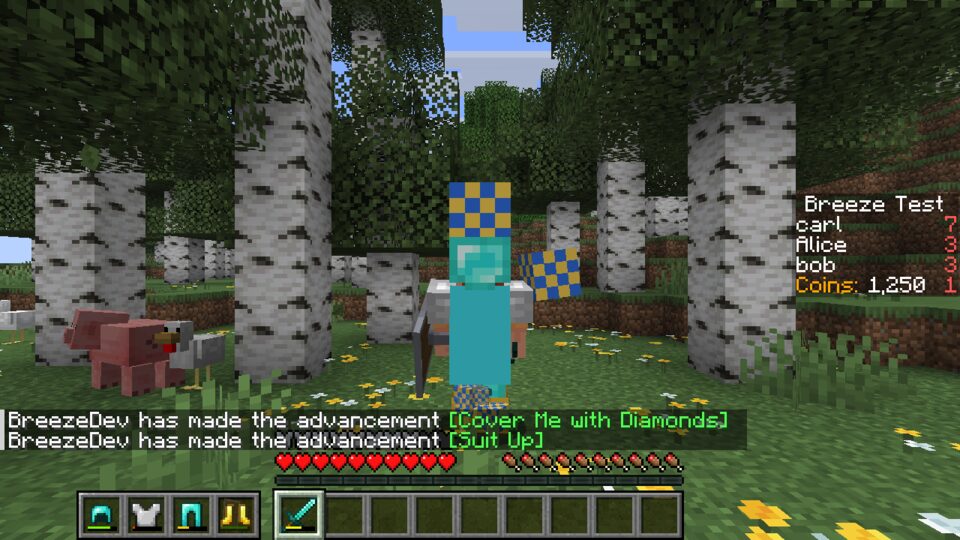 Breeze Test
carl 7
Alice 3
bob 3
Coins: 1,250 1
BreezeDev has made the advancement [Cover Me with Diamonds]
BreezeDev has made the advancement [Suit Up]